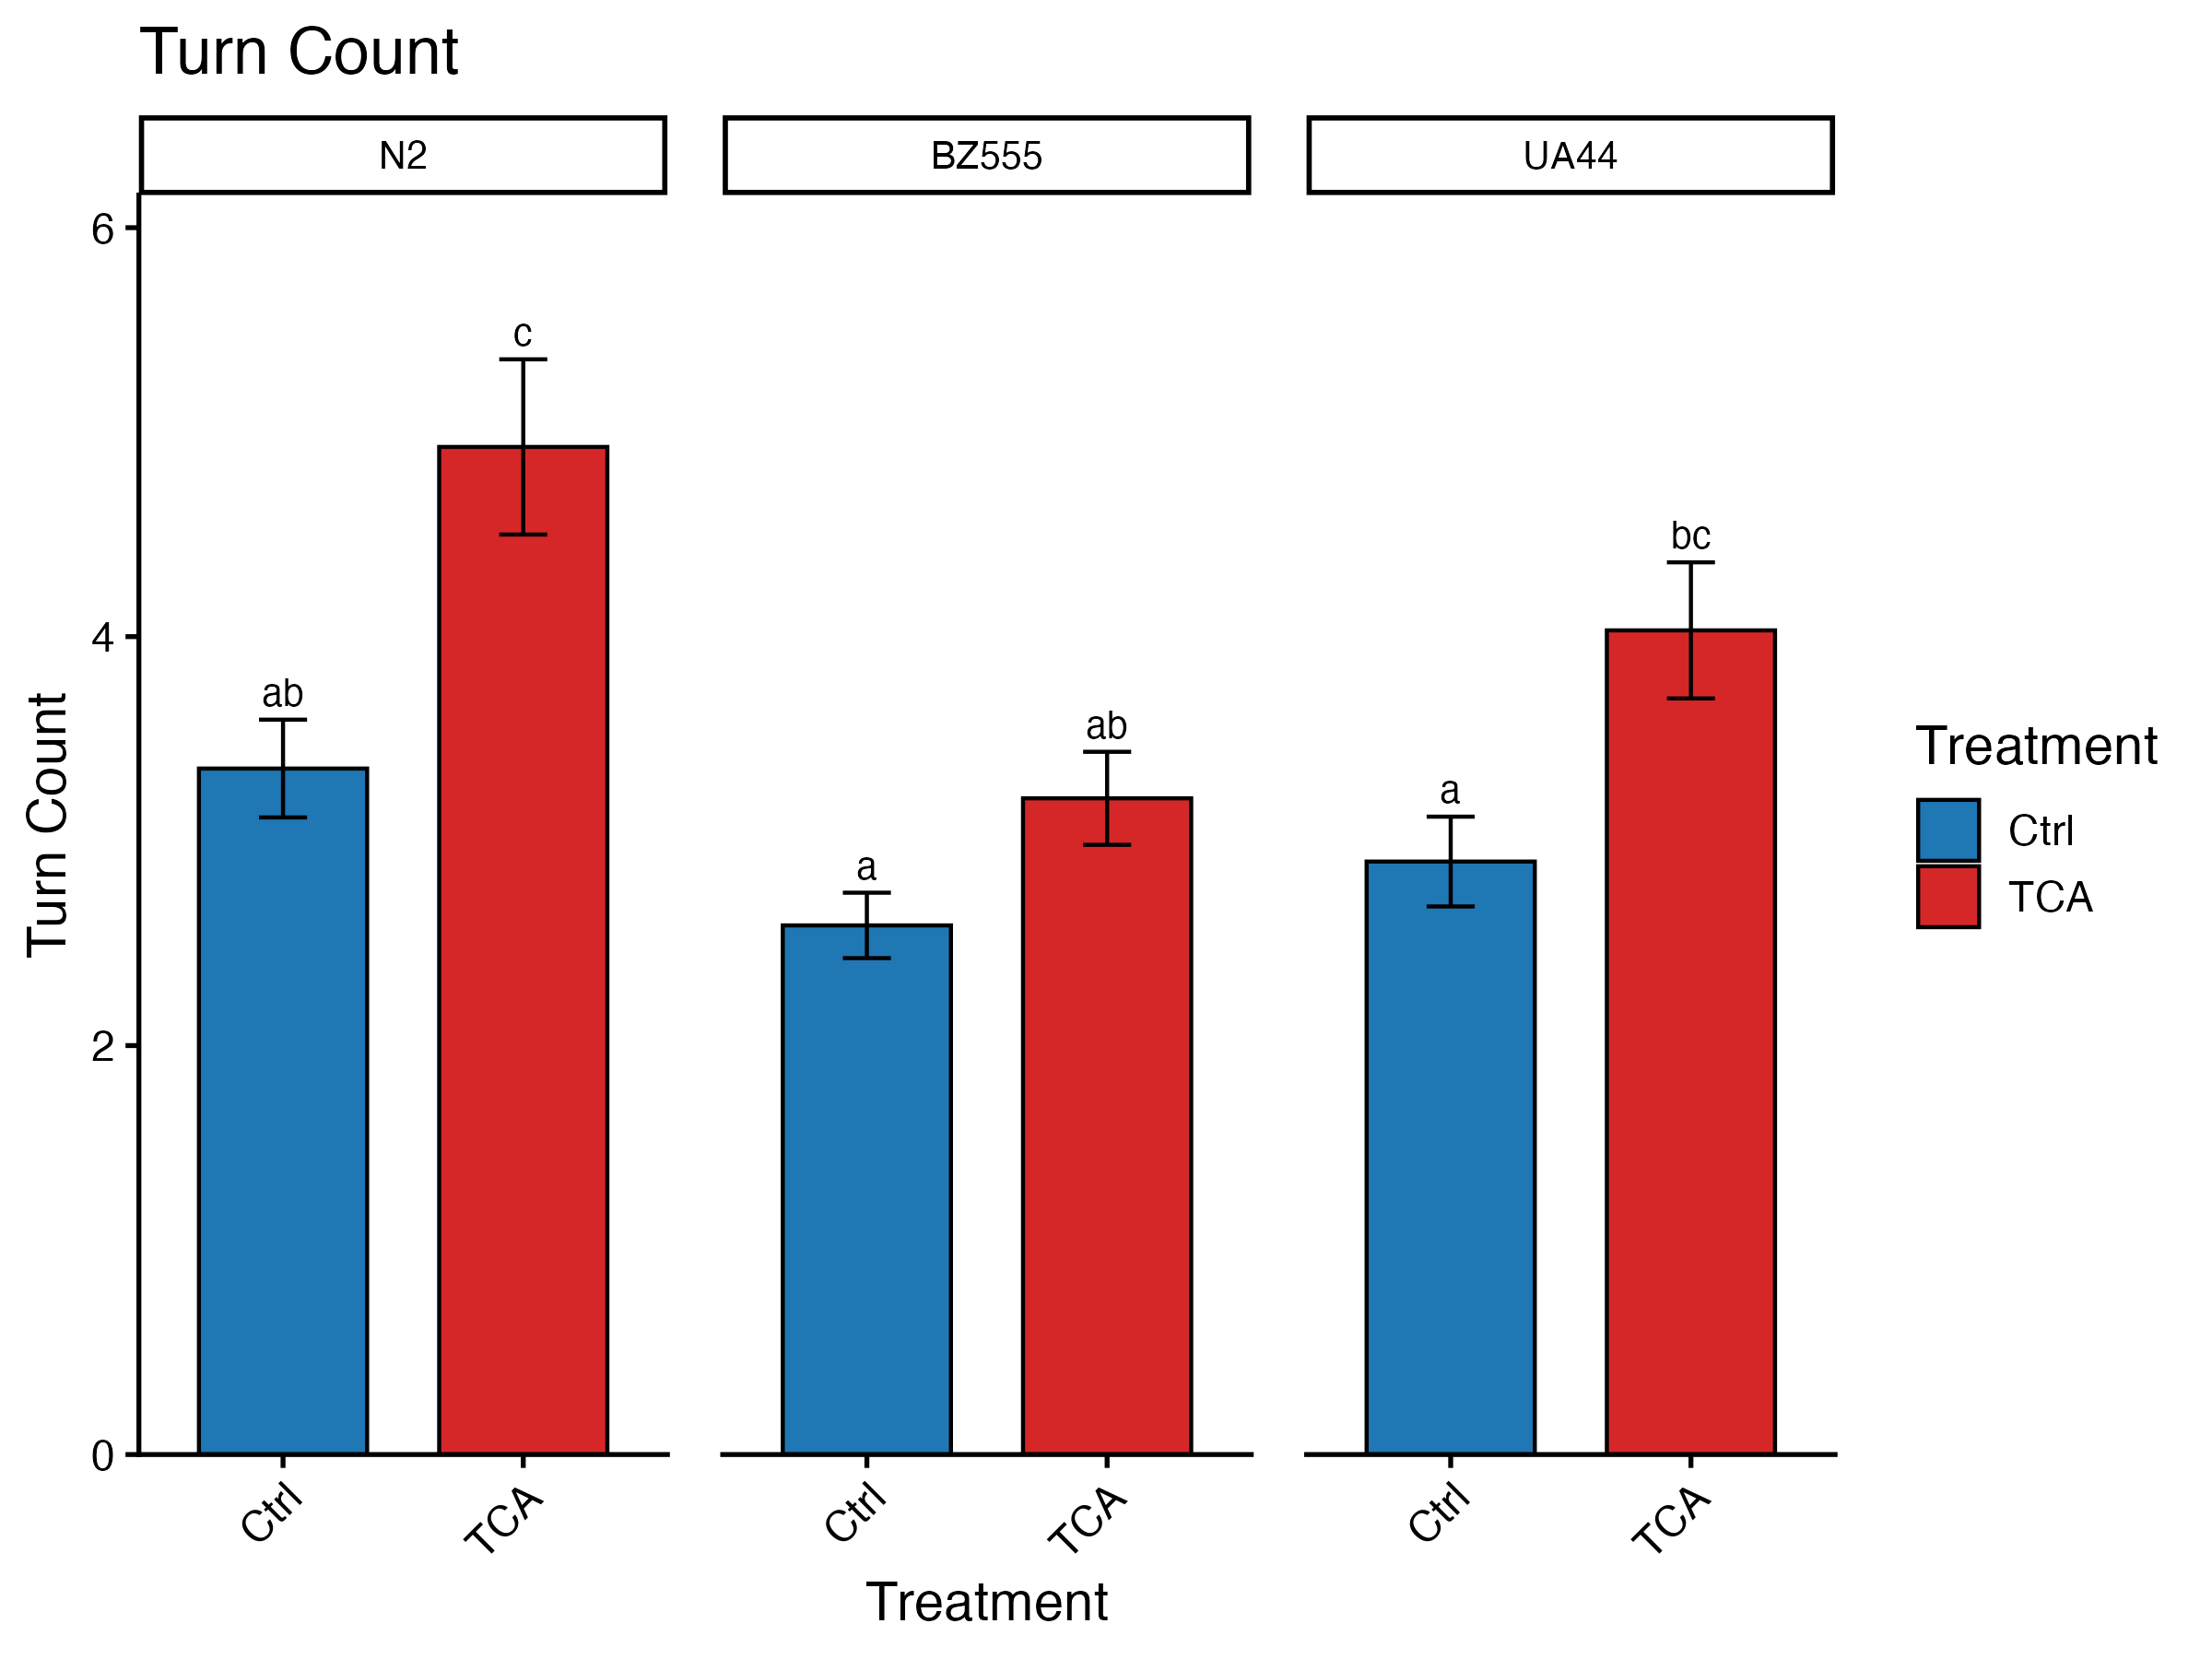 Turn Count
N2
BZ555
UA44
6
4
2
0
Turn Count
c
ab
a
ab
a
bc
Ctrl
TCA
Ctrl
TCA
Ctrl
TCA
Treatment
Treatment
Ctrl
TCA